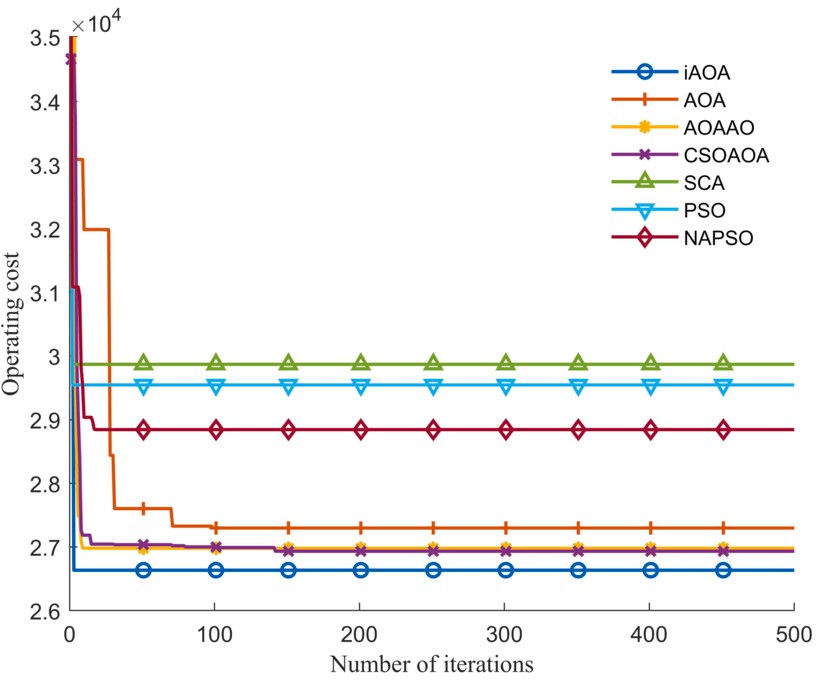 ×10⁴
3.5
3.4
3.3
3.2
3.1
3
2.9
2.8
2.7
2.6
0
100
200
300
400
500
Operating cost
Number of iterations
iAOA
AOA
AOAAO
CSOAOA
SCA
PSO
NAPSO